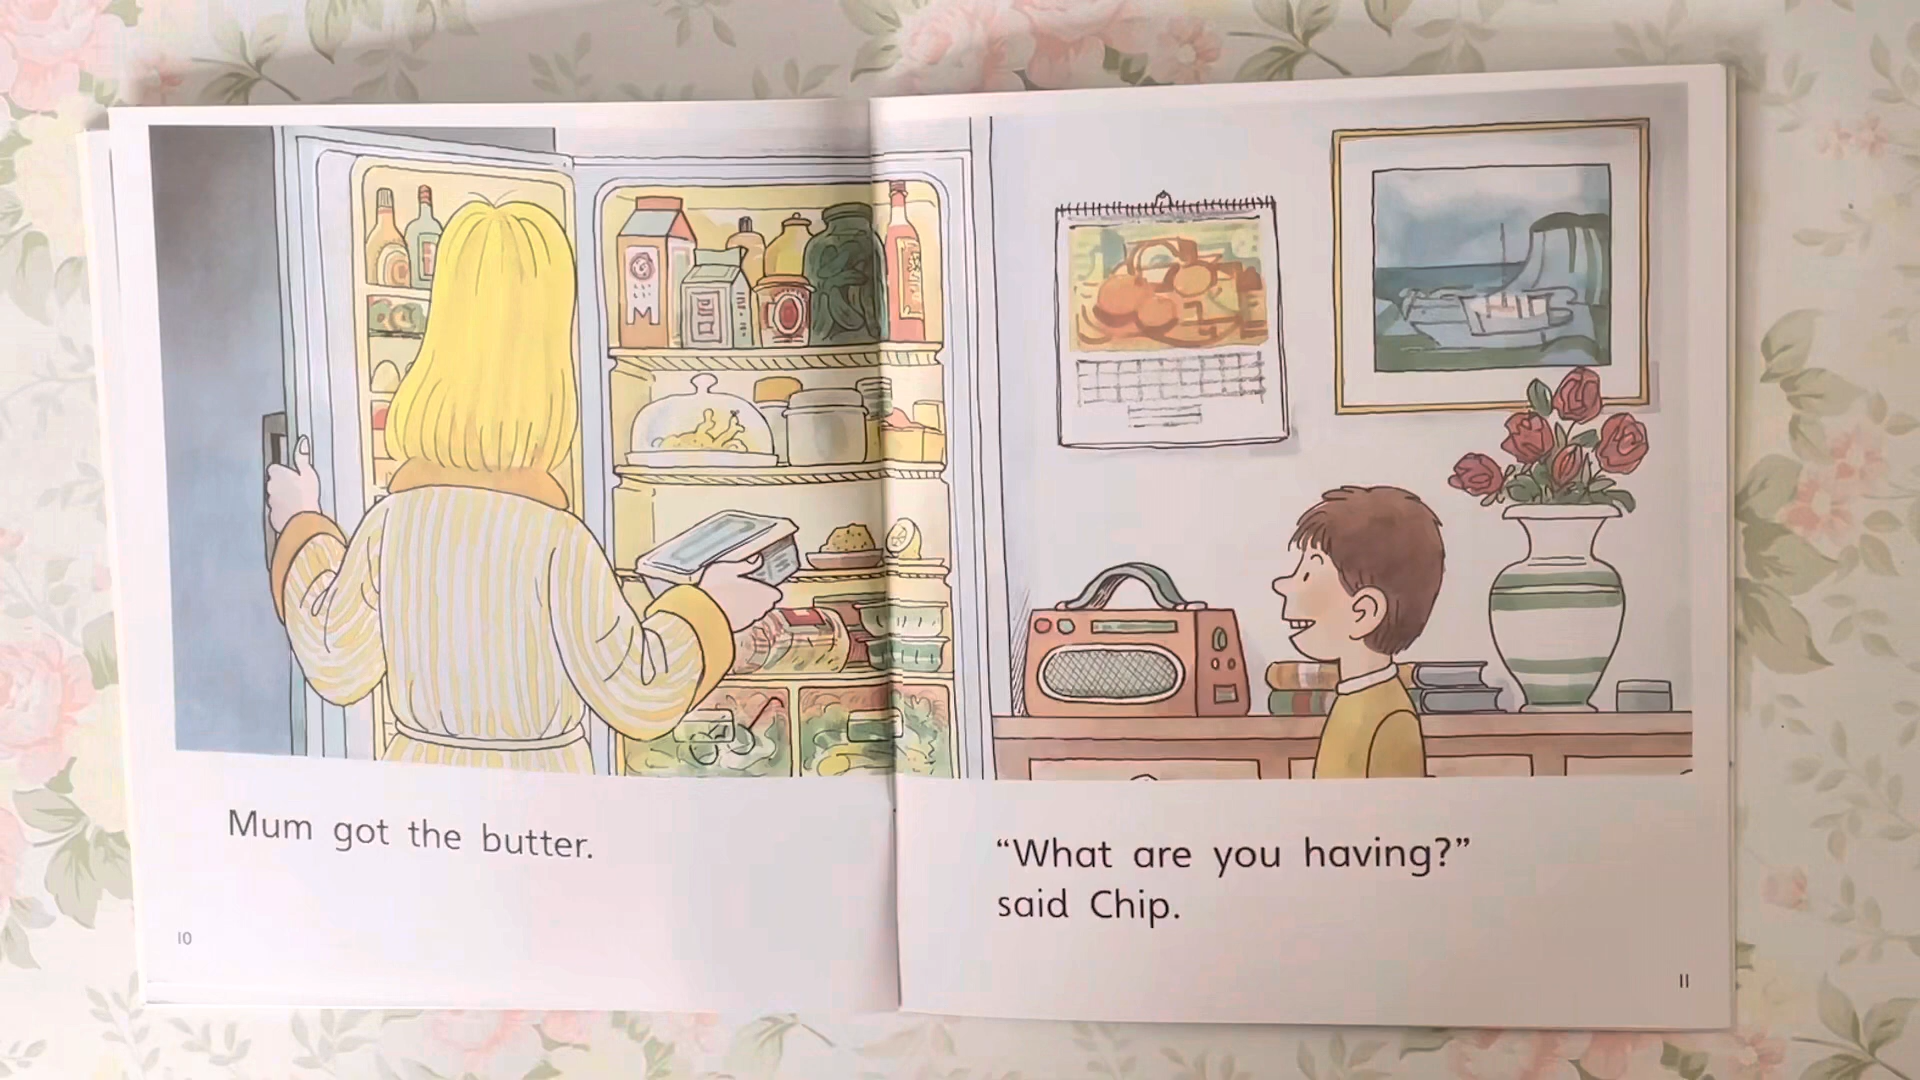 M
Mum got the butter.
10
“What are you having?”
said Chip.
11